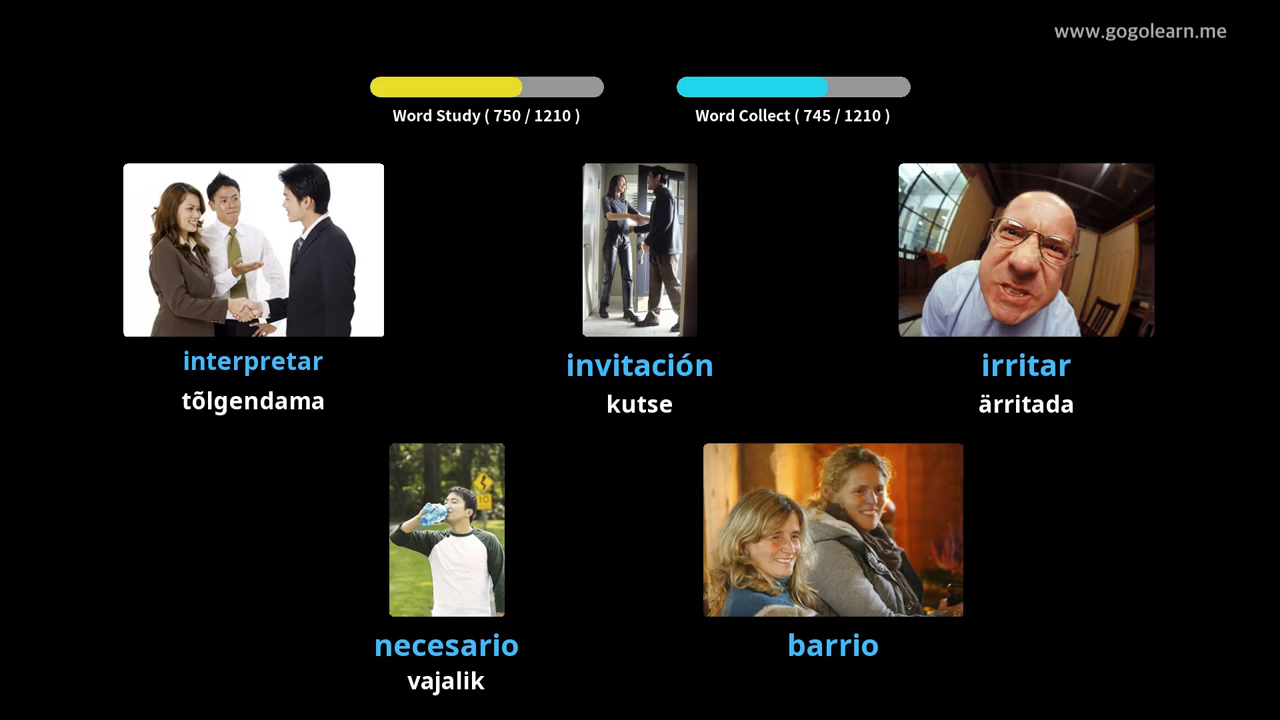 www.gogolearn.me
Word Study ( 750 / 1210 )
Word Collect ( 745 / 1210 )
interpretar
tõlgendama
invitación
kutse
irritar
ärritada
10
necesario
vajalik
barrio